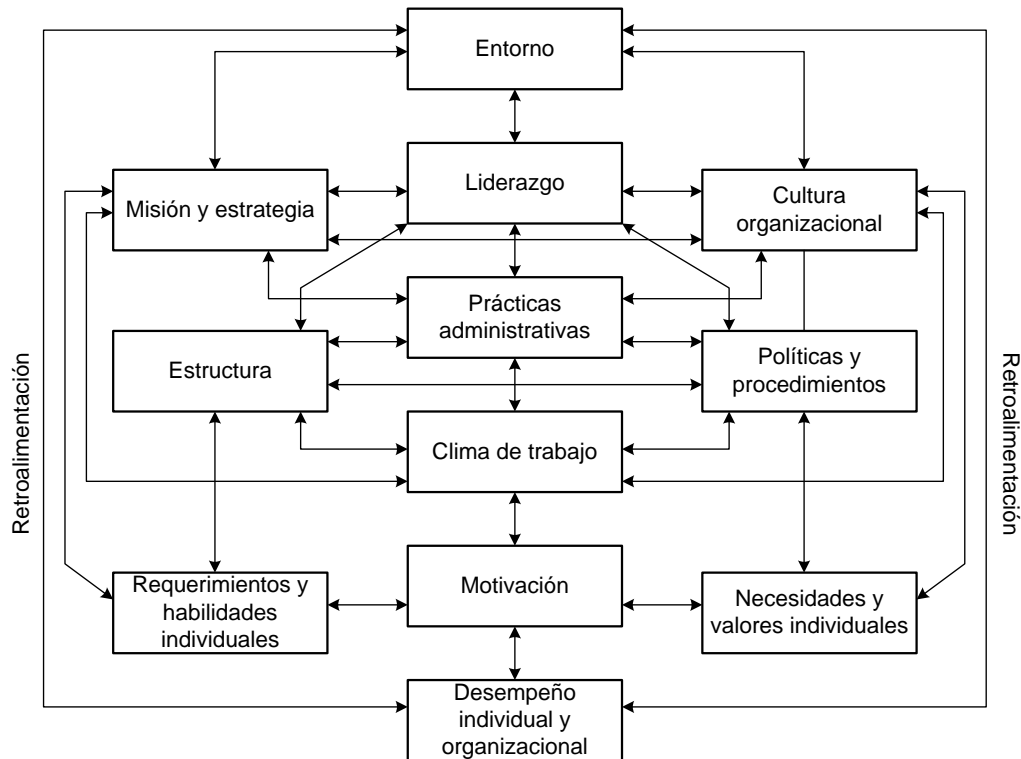 Entorno
Liderazgo
Misión y estrategia
Cultura
organizacional
Prácticas
administrativas
Estructura
Políticas y
procedimientos
Retroalimentación
Retroalimentación
Clima de trabajo
Motivación
Requerimientos y
habilidades
individuales
Necesidades y
valores individuales
Desempeño
individual y
organizacional